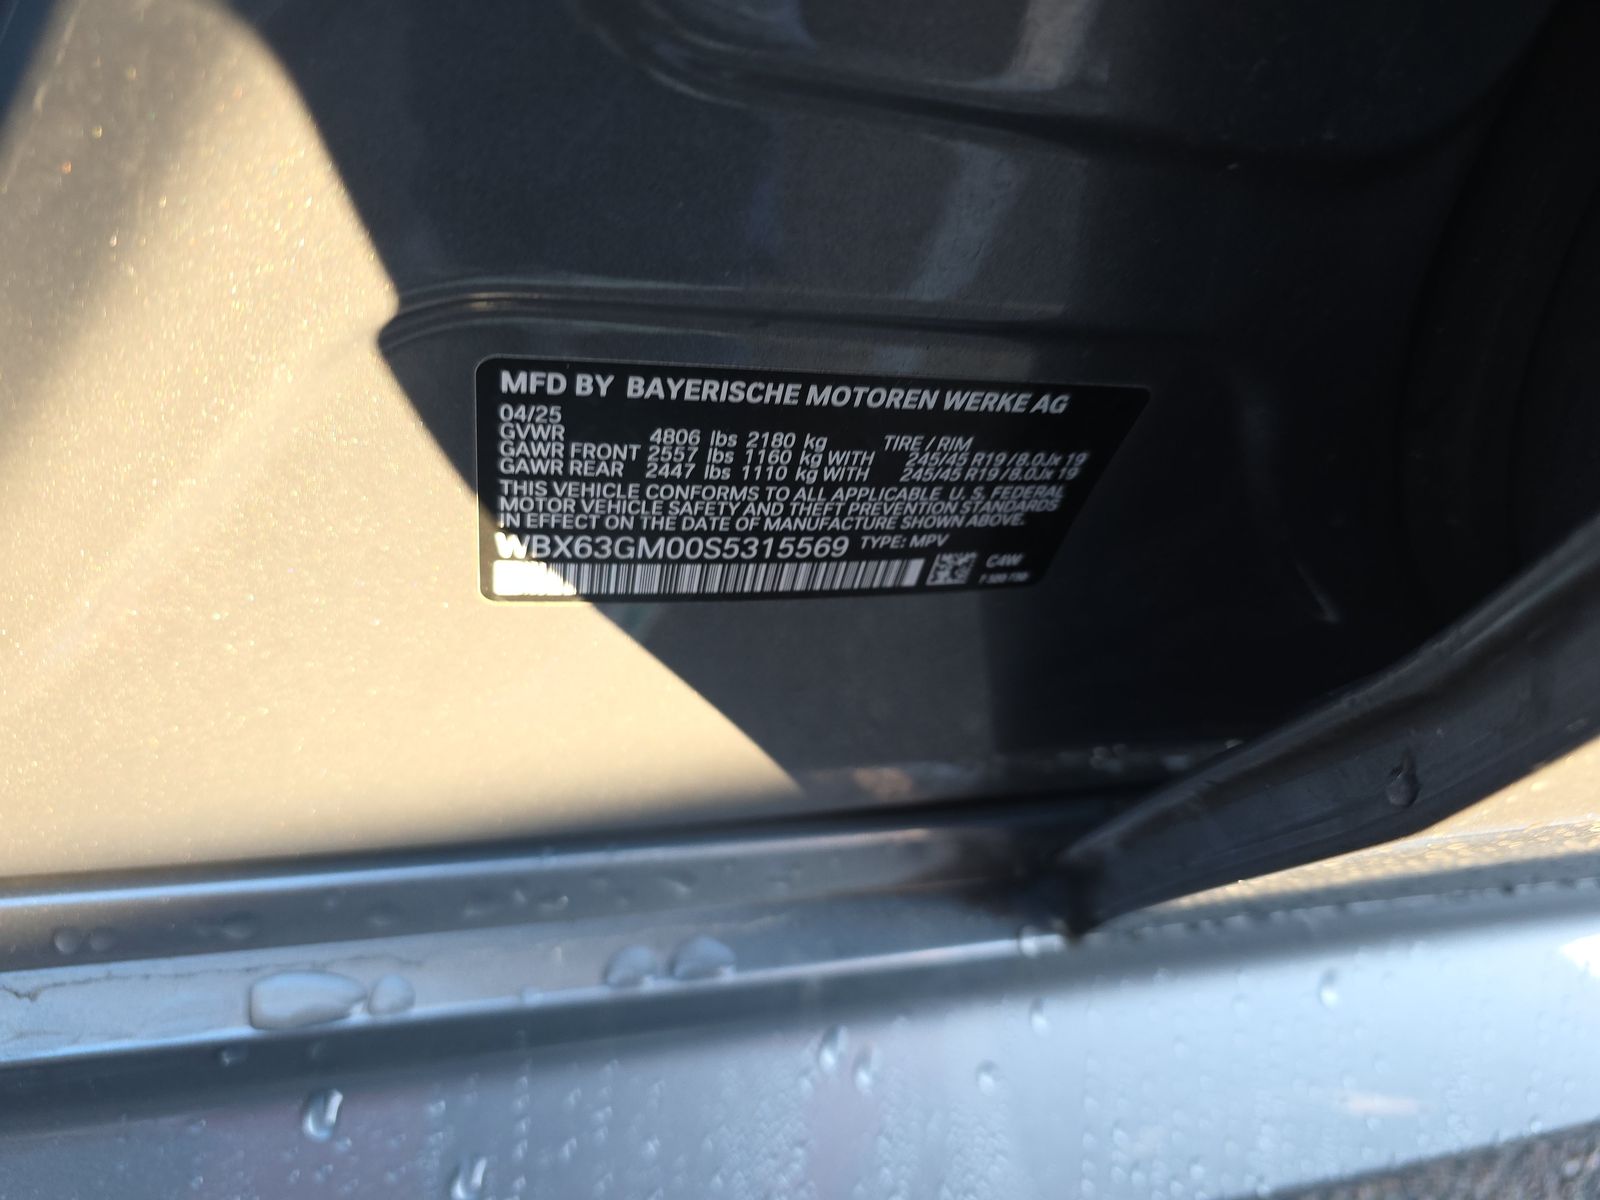 MFD BY BAYERISCHE MOTOREN WERKE AG
04/25
GVWR 4806 lbs 2180 kg TIRE / RIM
GAWR FRONT 2557 lbs 1160 kg WITH 245/45 R19 / 8.0Jx 19
GAWR REAR 2447 lbs 1110 kg WITH 245/45 R19 / 8.0Jx 19
THIS VEHICLE CONFORMS TO ALL APPLICABLE U. S. FEDERAL
MOTOR VEHICLE SAFETY AND THEFT PREVENTION STANDARDS
IN EFFECT ON THE DATE OF MANUFACTURE SHOWN ABOVE.
WBX63GM00S5315569 TYPE: MPV
C4W